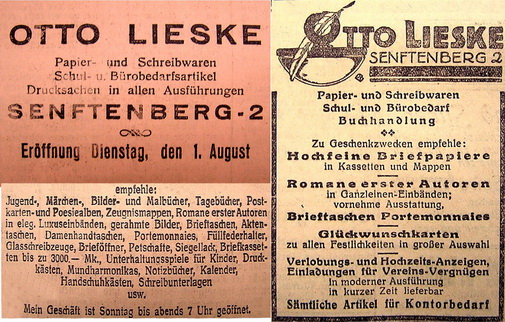 OTTO LIESKE
Papier- und Schreibwaren
Schul- u. Bürobedarfsartikel
Drucksachen in allen Ausführungen
SENFTENBERG-2
Eröffnung Dienstag, den 1. August
empfehle:
Jugend-, Märchen-, Bilder- und Malbücher, Tagebücher, Post-
karten- und Poesiealben, Zeugnismappen, Romane erster Autoren
in eleg. Luxuseinbänden, gerahmte Bilder, Brieftaschen, Akten-
taschen, Damenhandtaschen, Portemonnaies, Füllfederhalter,
Glasschreibzeuge, Brieföffner, Petschafte, Siegellack, Briefkasset-
ten bis zu 3000.- Mk., Unterhaltungsspiele für Kinder, Druck-
kästen, Mundharmonikas, Notizbücher, Kalender,
Handschuhkästen, Schreibunterlagen
usw.
Mein Geschäft ist Sonntag bis abends 7 Uhr geöffnet.
OTTO LIESKE
SENFTENBERG 2
Papier- und Schreibwaren
Schul- und Bürobedarf
Buchhandlung
Zu Geschenkzwecken empfehle:
Hochfeine Briefpapiere
in Kassetten und Mappen
Romane erster Autoren
in Ganzleinen-Einbänden;
vornehme Ausstattung,
Brieftaschen Portemonnaies
Glückwunschkarten
zu allen Festlichkeiten in großer Auswahl
Verlobungs- und Hochzeits-Anzeigen,
Einladungen für Vereins-Vergnügen
in moderner Ausführung
in kurzer Zeit lieferbar
Sämtliche Artikel für Kontorbedarf